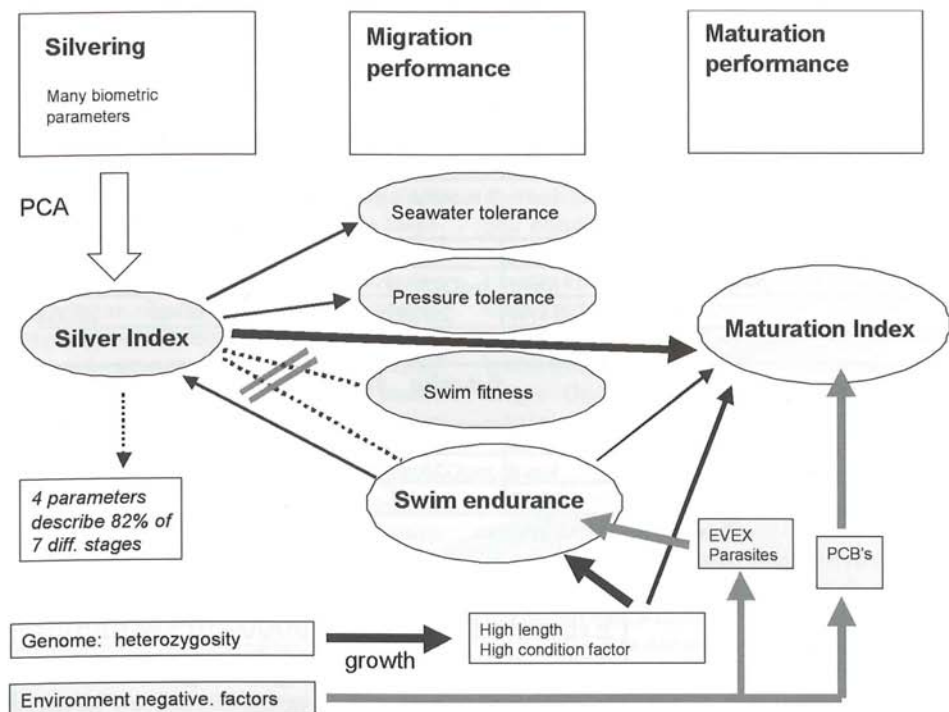 Silvering
Many biometric
parameters
Migration
performance
Maturation
performance
PCA
Seawater tolerance
Pressure tolerance
Silver Index
Maturation Index
Swim fitness
Swim endurance
4 parameters
describe 82% of
7 diff. stages
EVEX
Parasites
PCB's
Genome: heterozygosity
growth
High length
High condition factor
Environment negative. factors